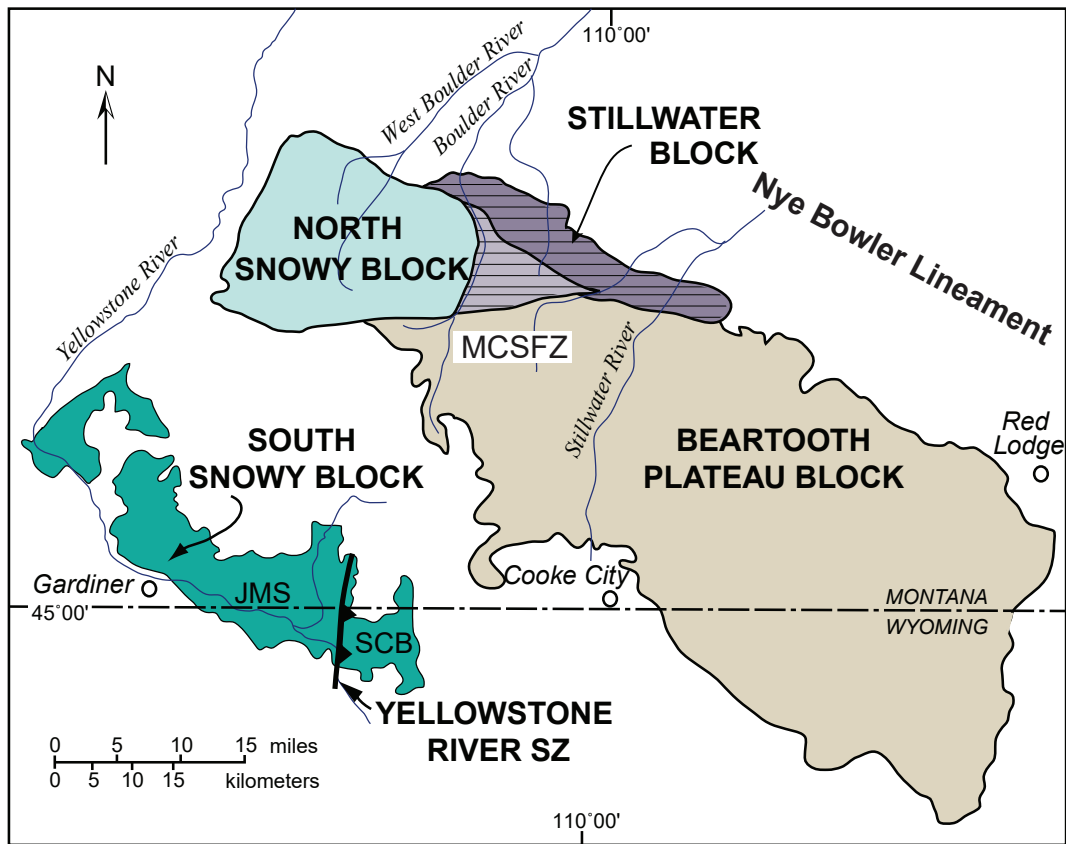 110°00'
N
West Boulder River
Boulder River
STILLWATER
BLOCK
Nye Bowler Lineament
NORTH
SNOWY BLOCK
Yellowstone River
MCSFZ
Stillwater River
SOUTH
SNOWY BLOCK
BEARTOOTH
PLATEAU BLOCK
Red
Lodge
Gardiner
JMS
Cooke City
45°00'
MONTANA
WYOMING
SCB
YELLOWSTONE
RIVER SZ
0 5 10 15 miles
0 5 10 15 kilometers
110°00'